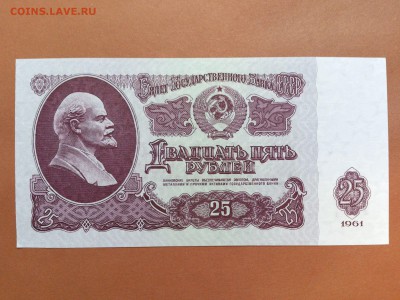 COINS.LAVE.RU
Билет Государственного Банка СССР
Двадцать пять
рублей
25
25
1961